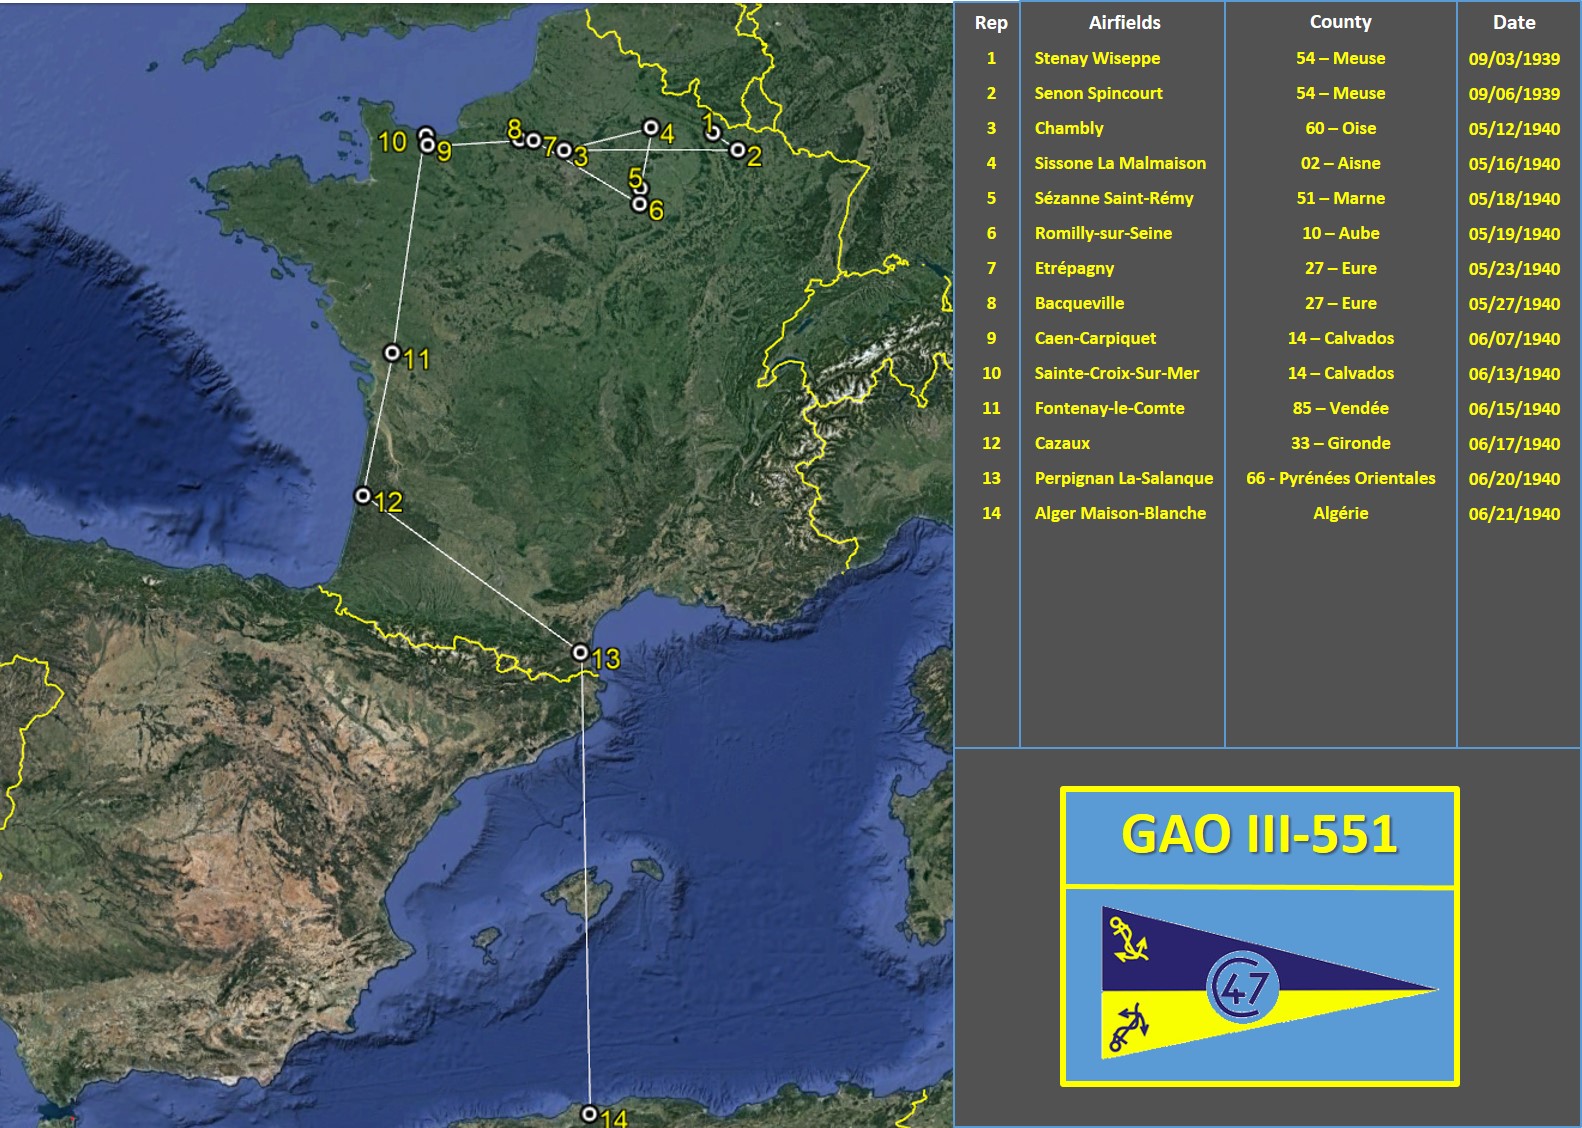 Rep Airfields County Date
1 Stenay Wiseppe 54 – Meuse 09/03/1939
2 Senon Spincourt 54 – Meuse 09/06/1939
3 Chambly 60 – Oise 05/12/1940
4 Sissone La Malmaison 02 – Aisne 05/16/1940
5 Sézanne Saint-Rémy 51 – Marne 05/18/1940
6 Romilly-sur-Seine 10 – Aube 05/19/1940
7 Etrépagny 27 – Eure 05/23/1940
8 Bacqueville 27 – Eure 05/27/1940
9 Caen-Carpiquet 14 – Calvados 06/07/1940
10 Sainte-Croix-Sur-Mer 14 – Calvados 06/13/1940
11 Fontenay-le-Comte 85 – Vendée 06/15/1940
12 Cazaux 33 – Gironde 06/17/1940
13 Perpignan La-Salanque 66 - Pyrénées Orientales 06/20/1940
14 Alger Maison-Blanche Algérie 06/21/1940
10
9
8
7
3
4
1
2
5
6
11
12
13
14
GAO III-551
C 47